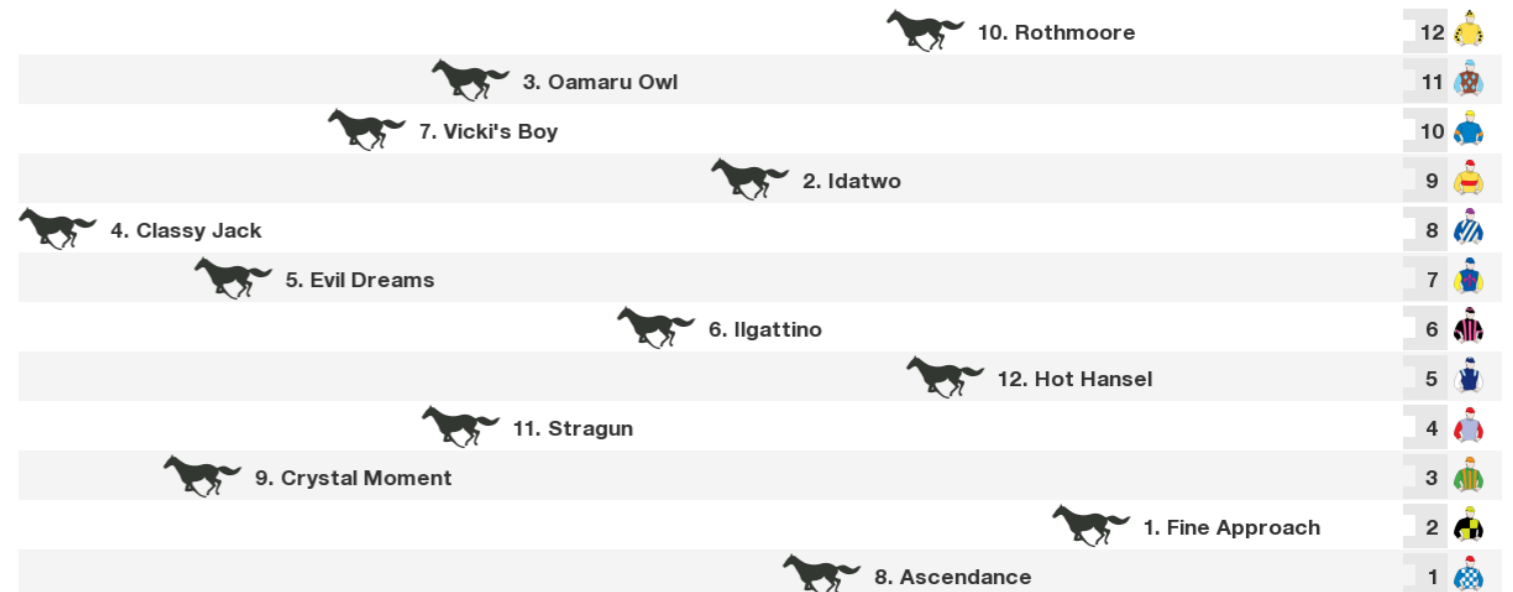 10. Rothmoore 12
3. Oamaru Owl 11
7. Vicki's Boy 10
2. Idatwo 9
4. Classy Jack 8
5. Evil Dreams 7
6. Ilgattino 6
12. Hot Hansel 5
11. Stragun 4
9. Crystal Moment 3
1. Fine Approach 2
8. Ascendance 1